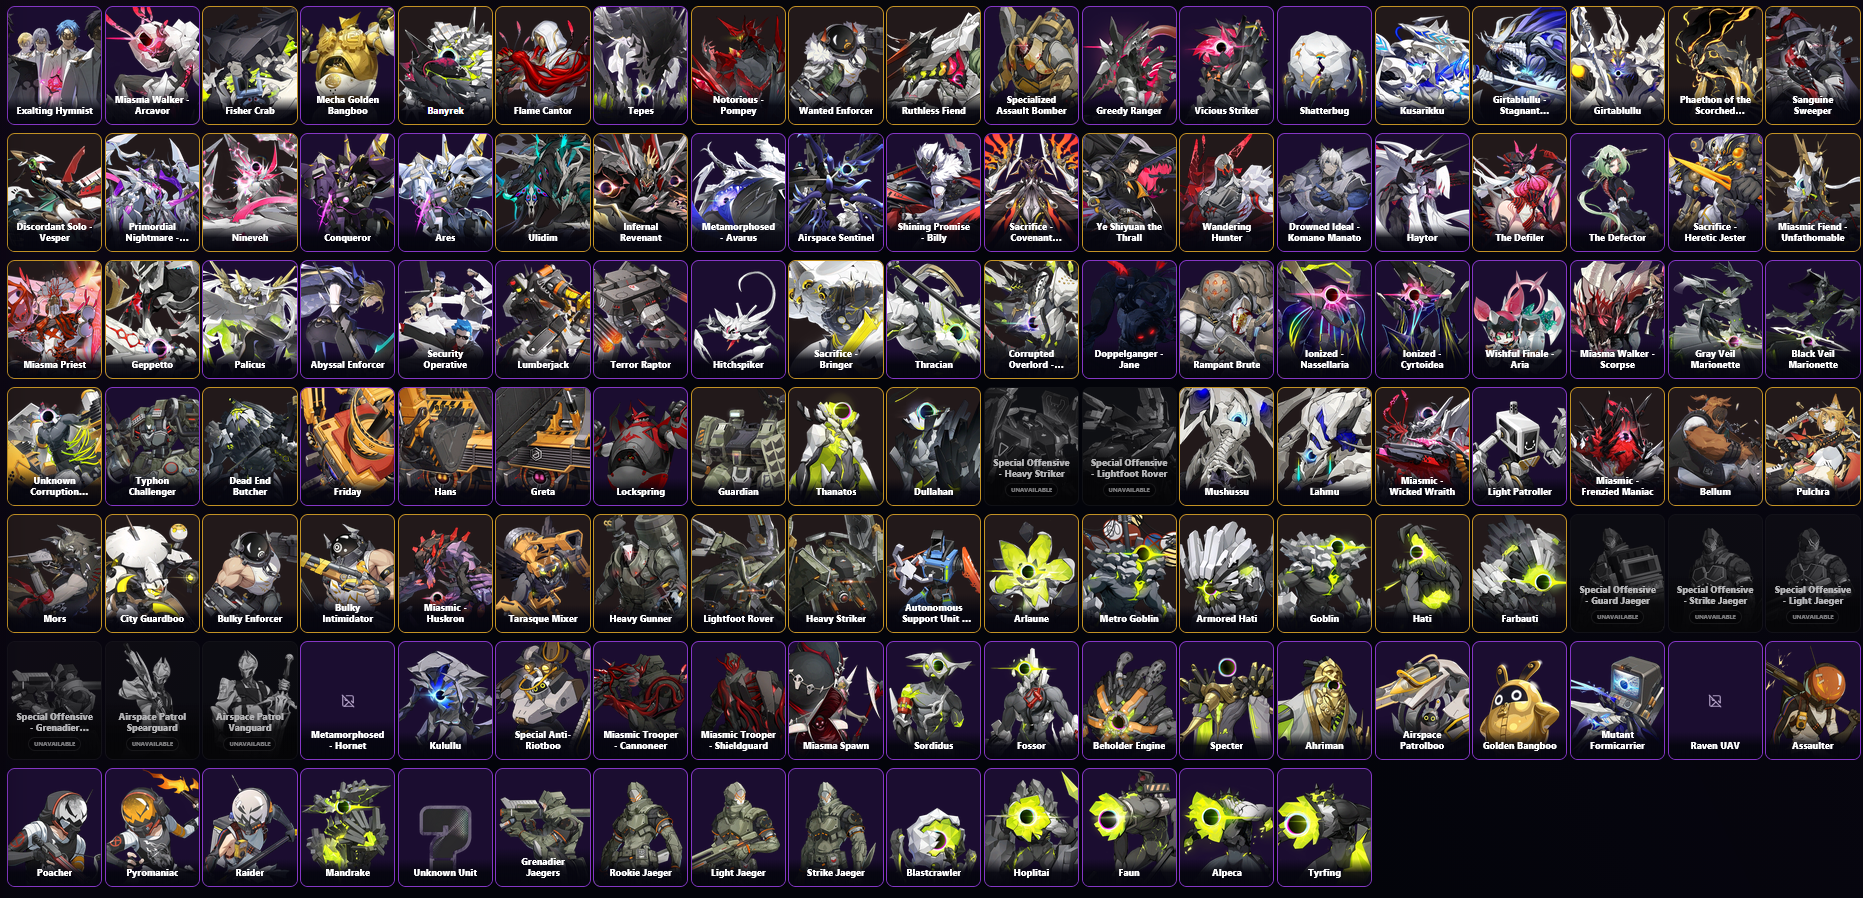 Exalting Hymnist
Miasma Walker -
Arcavor
Fisher Crab
Mecha Golden
Bangboo
Banyrek
Flame Cantor
Tepes
Notorious -
Pompey
Wanted Enforcer
Ruthless Fiend
Specialized
Assault Bomber
Greedy Ranger
Vicious Striker
Shatterbug
Kusarikku
Girtablullu -
Stagnant...
Girtablullu
Phaethon of the
Scorched...
Sanguine
Sweeper
Discordant Solo -
Vesper
Primordial
Nightmare -...
Nineveh
Conqueror
Ares
Ulidim
Infernal
Revenant
Metamorphosed
- Avarus
Airspace Sentinel
Shining Promise
- Billy
Sacrifice -
Covenant...
Ye Shiyuan the
Thrall
Wandering
Hunter
Drowned Ideal -
Komano Manato
Haytor
The Defiler
The Defector
Sacrifice -
Heretic Jester
Miasmic Fiend -
Unfathomable
Miasma Priest
Geppetto
Palicus
Abyssal Enforcer
Security
Operative
Lumberjack
Terror Raptor
Hitchspiker
Sacrifice -
Bringer
Thracian
Corrupted
Overlord -...
Doppelganger -
Jane
Rampant Brute
Ionized -
Nassellaria
Ionized -
Cyrtoidea
Wishful Finale -
Aria
Miasma Walker -
Scorpse
Gray Veil
Marionette
Black Veil
Marionette
Unknown
Corruption...
Typhon
Challenger
Dead End
Butcher
Friday
Hans
Greta
Lockspring
Guardian
Thanatos
Dullahan
Special Offensive
- Heavy Striker
UNAVAILABLE
Special Offensive
- Lightfoot Rover
UNAVAILABLE
Mushussu
Lahmu
Miasmic -
Wicked Wraith
Light Patroller
Miasmic -
Frenzied Maniac
Bellum
Pulchra
Mors
City Guardboo
Bulky Enforcer
Bulky
Intimidator
Miasmic -
Huskron
Tarasque Mixer
Heavy Gunner
Lightfoot Rover
Heavy Striker
Autonomous
Support Unit ...
Arlaune
Metro Goblin
Armored Hati
Goblin
Hati
Farbauti
Special Offensive
- Guard Jaeger
UNAVAILABLE
Special Offensive
- Strike Jaeger
UNAVAILABLE
Special Offensive
- Light Jaeger
UNAVAILABLE
Special Offensive
- Grenadier...
UNAVAILABLE
Airspace Patrol
Spearguard
UNAVAILABLE
Airspace Patrol
Vanguard
UNAVAILABLE
Metamorphosed
- Hornet
Kulullu
Special Anti-
Riotboo
Miasmic Trooper
- Cannoneer
Miasmic Trooper
- Shieldguard
Miasma Spawn
Sordidus
Fossor
Beholder Engine
Specter
Ahriman
Airspace
Patrolboo
Golden Bangboo
Mutant
Formicarrier
Raven UAV
Assaulter
Poacher
Pyromaniac
Raider
Mandrake
Unknown Unit
Grenadier
Jaegers
Rookie Jaeger
Light Jaeger
Strike Jaeger
Blastcrawler
Hoplitai
Faun
Alpeca
Tyrfing